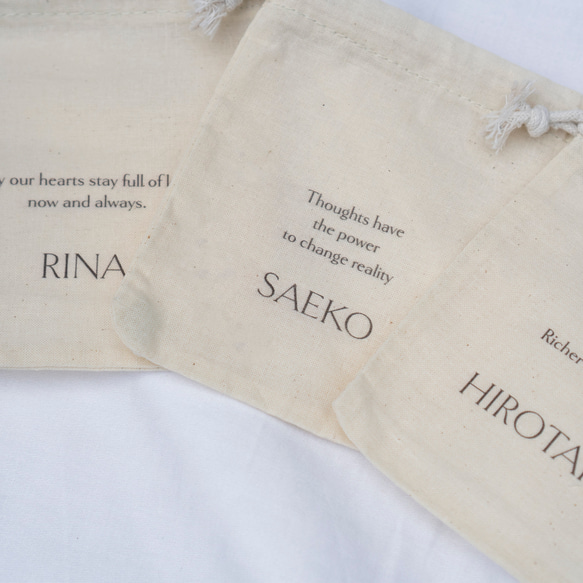 our hearts stay full of
now and always.
RINA
Thoughts have
the power
to change reality
SAEKO
Richer
HIROTA